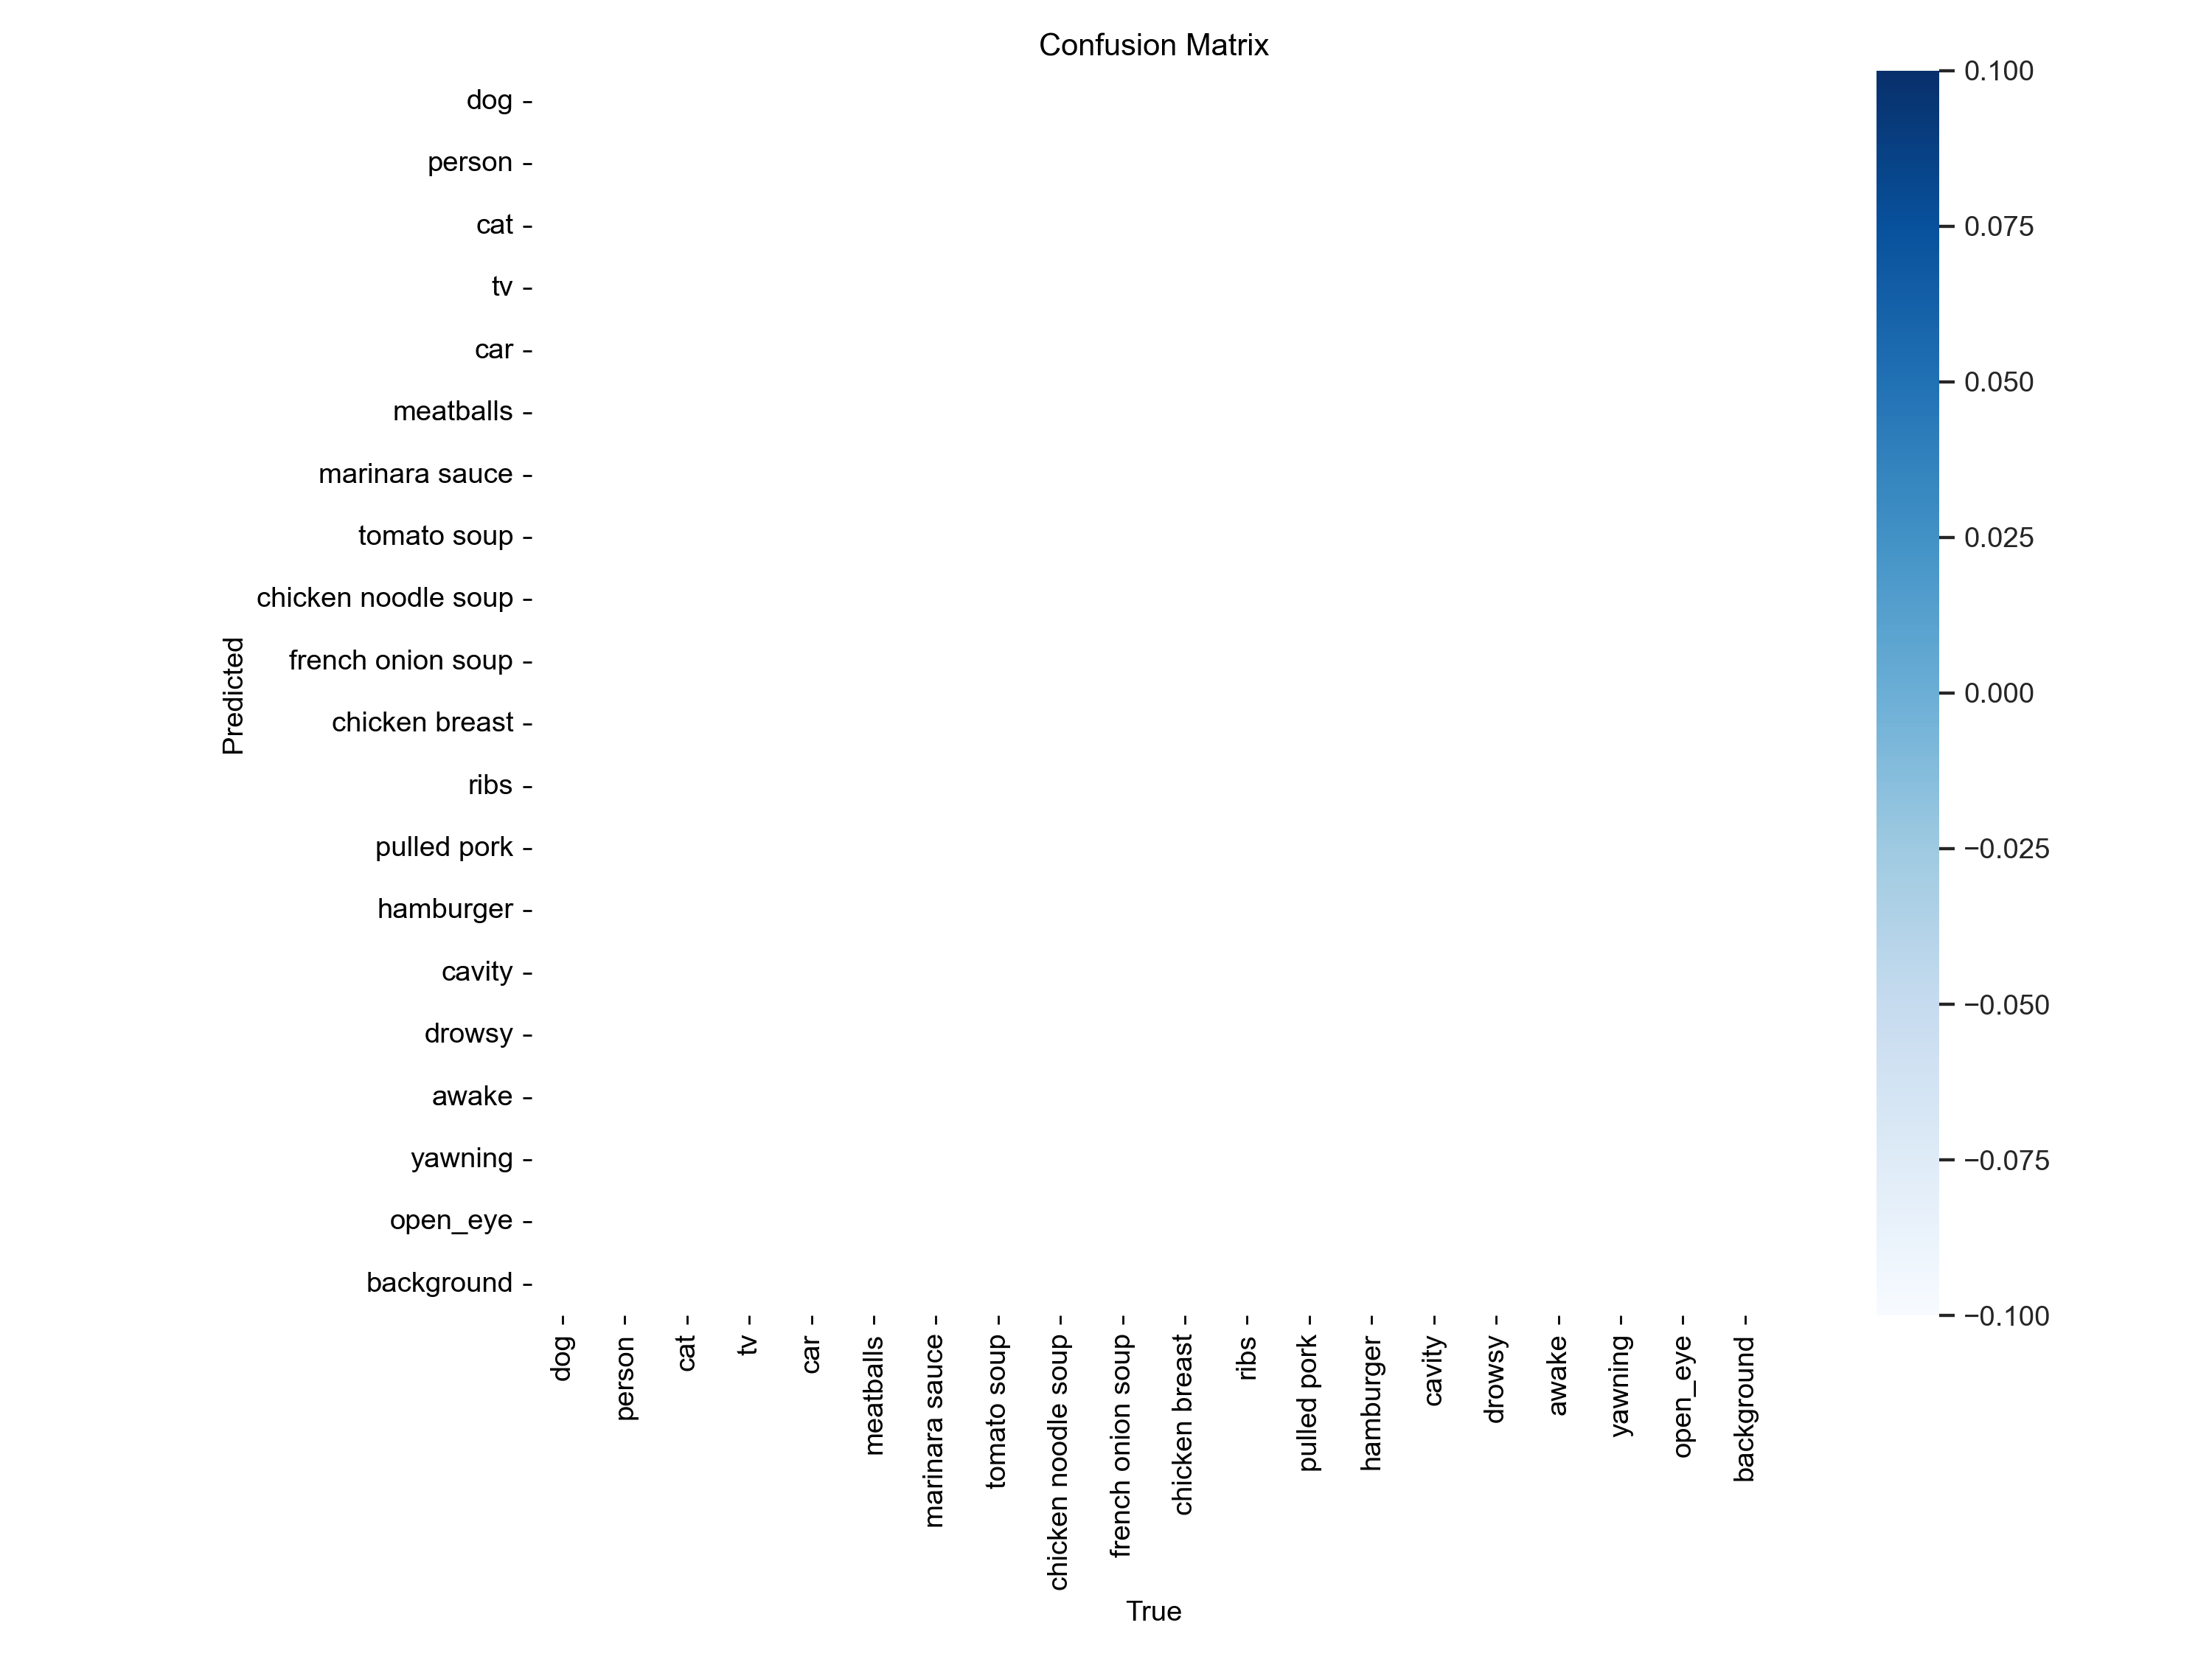 Confusion Matrix
dog
person
cat
tv
car
meatballs
marinara sauce
tomato soup
chicken noodle soup
french onion soup
chicken breast
ribs
pulled pork
hamburger
cavity
drowsy
awake
yawning
open_eye
background
Predicted
dog
person
cat
tv
car
meatballs
marinara sauce
tomato soup
chicken noodle soup
french onion soup
chicken breast
ribs
pulled pork
hamburger
cavity
drowsy
awake
yawning
open_eye
background
True
0.100
0.075
0.050
0.025
0.000
−0.025
−0.050
−0.075
−0.100